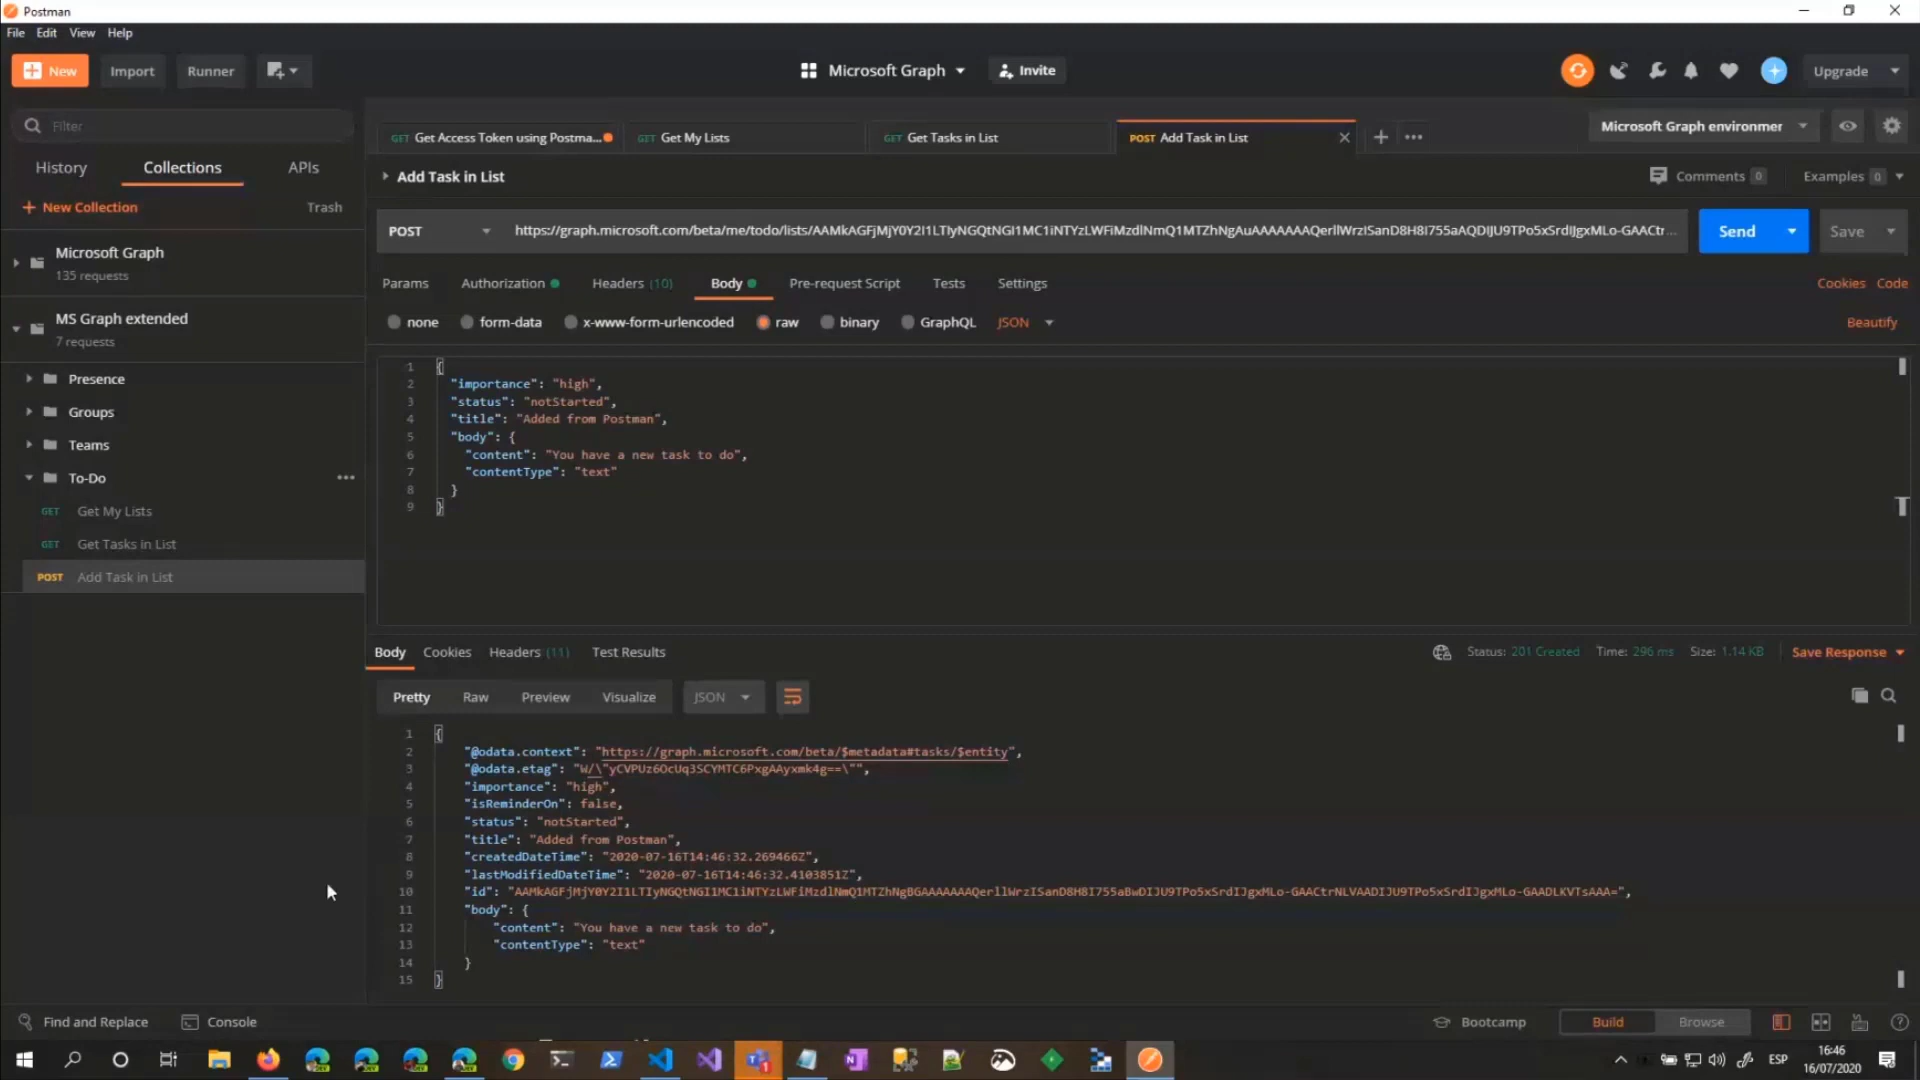 Postman
File Edit View Help
New Import Runner
Microsoft Graph
Invite
Upgrade
Filter
History Collections APIs
New Collection Trash
Microsoft Graph
135 requests
MS Graph extended
7 requests
Presence
Groups
Teams
To-Do
GET Get My Lists
GET Get Tasks in List
POST Add Task in List
GET Get Access Token using Postma...
GET Get My Lists
GET Get Tasks in List
POST Add Task in List
Microsoft Graph environmer
Add Task in List
Comments 0 Examples 0
POST
Send Save
Params Authorization Headers (10) Body Pre-request Script Tests Settings Cookies Code
none form-data x-www-form-urlencoded raw binary GraphQL JSON Beautify
1 {
2 "importance": "high",
3 "status": "notStarted",
4 "title": "Added from Postman",
5 "body": {
6 "content": "You have a new task to do",
7 "contentType": "text"
8 }
9 }
Body Cookies Headers (11) Test Results
Status: 201 Created Time: 296 ms Size: 1.14 KB Save Response
Pretty Raw Preview Visualize JSON
1 {
2 "@odata.context": "https://graph.microsoft.com/beta/$metadata#tasks/$entity",
3 "@odata.etag":
4 "importance": "high",
5 "isReminderOn": false,
6 "status": "notStarted",
7 "title": "Added from Postman",
8 "createdDateTime": "2020-07-16T14:46:32.269466Z",
9 "lastModifiedDateTime": "2020-07-16T14:46:32.4103851Z",
10 "id":
11 "body": {
12 "content": "You have a new task to do",
13 "contentType": "text"
14 }
15 }
Find and Replace Console
Bootcamp Build Browse
ESP
16:46
16/07/2020